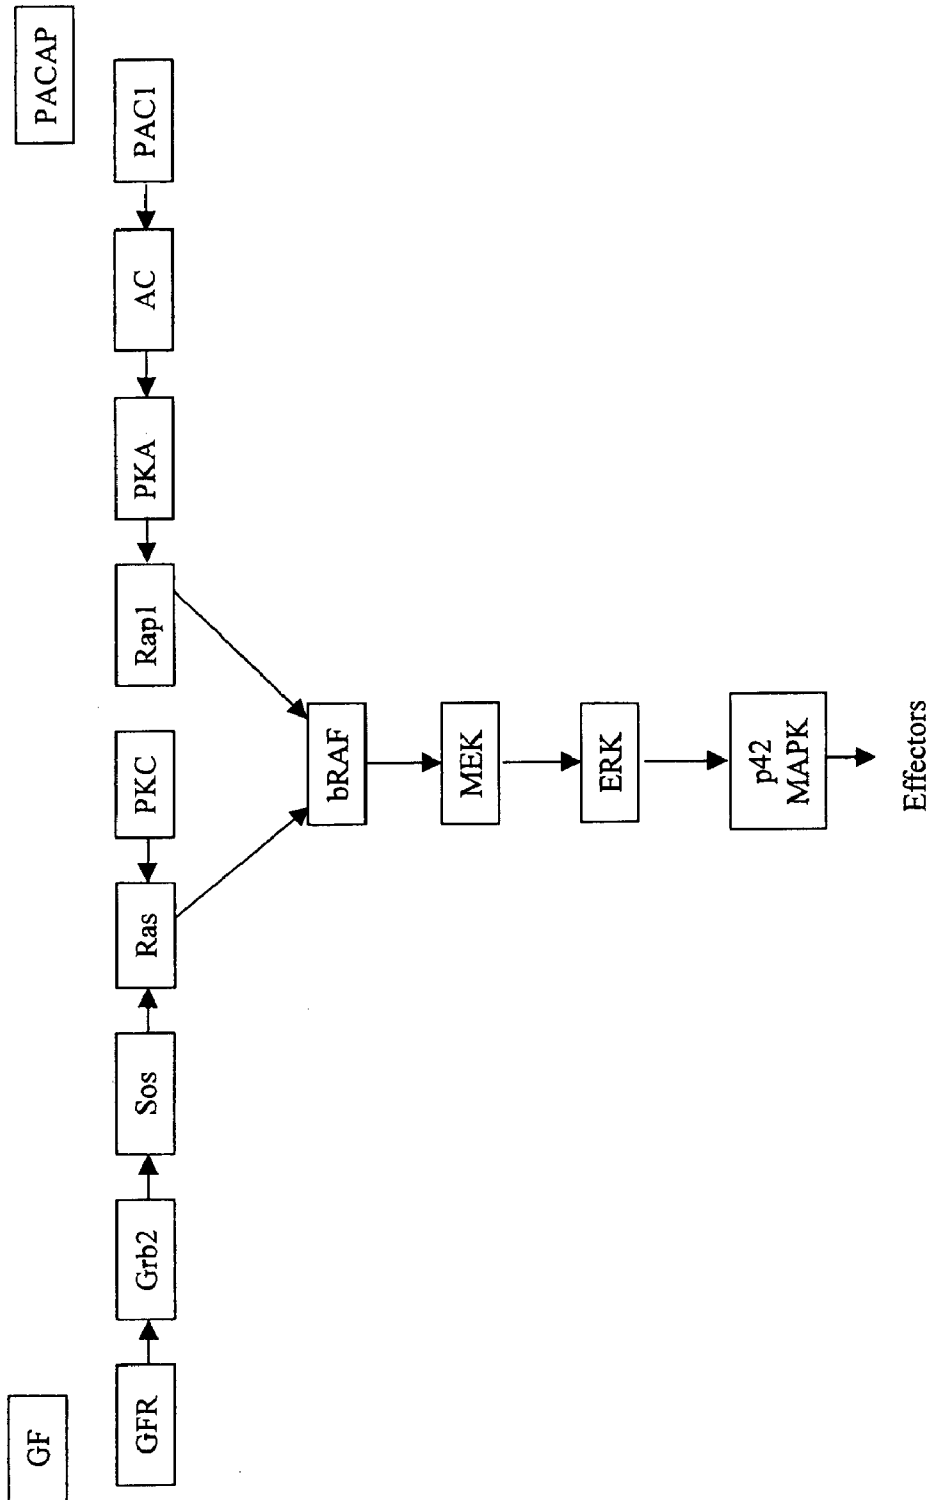 GF
PACAP
GFR
Grb2
Sos
Ras
PKC
Rap1
PKA
AC
PAC1
bRAF
MEK
ERK
p42
MAPK
Effectors